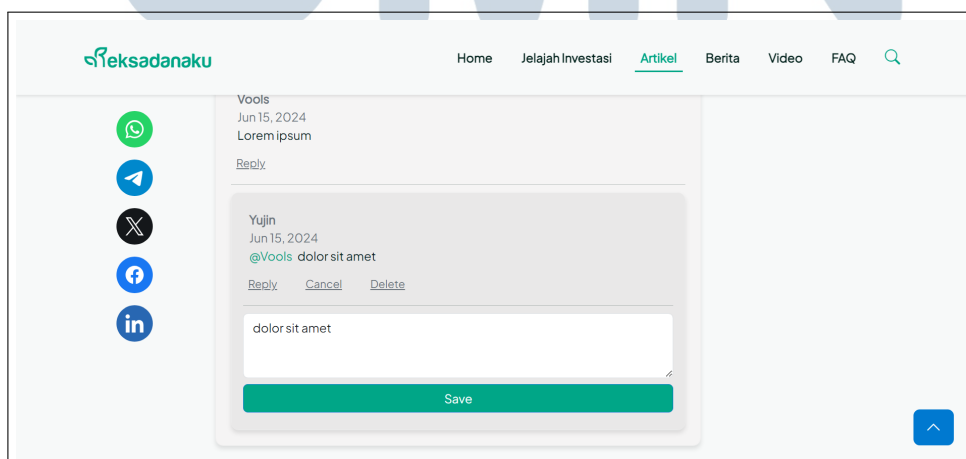 Reksadanaku
Home Jelajah Investasi Artikel Berita Video FAQ
Vools
Jun 15, 2024
Lorem ipsum
Reply
Yujin
Jun 15, 2024
@Vools dolor sit amet
Reply Cancel Delete
dolor sit amet
Save